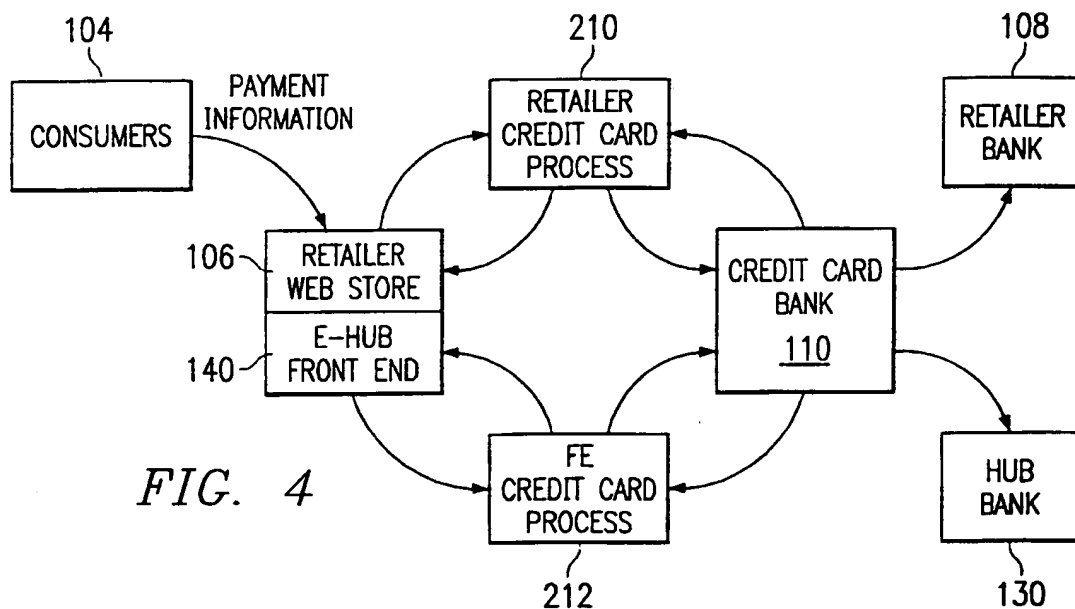 104
210
108
PAYMENT
INFORMATION
CONSUMERS
RETAILER
CREDIT CARD
PROCESS
RETAILER
BANK
106
RETAILER
WEB STORE
CREDIT CARD
BANK
110
140
E-HUB
FRONT END
FE
CREDIT CARD
PROCESS
HUB
BANK
FIG. 4
212
130